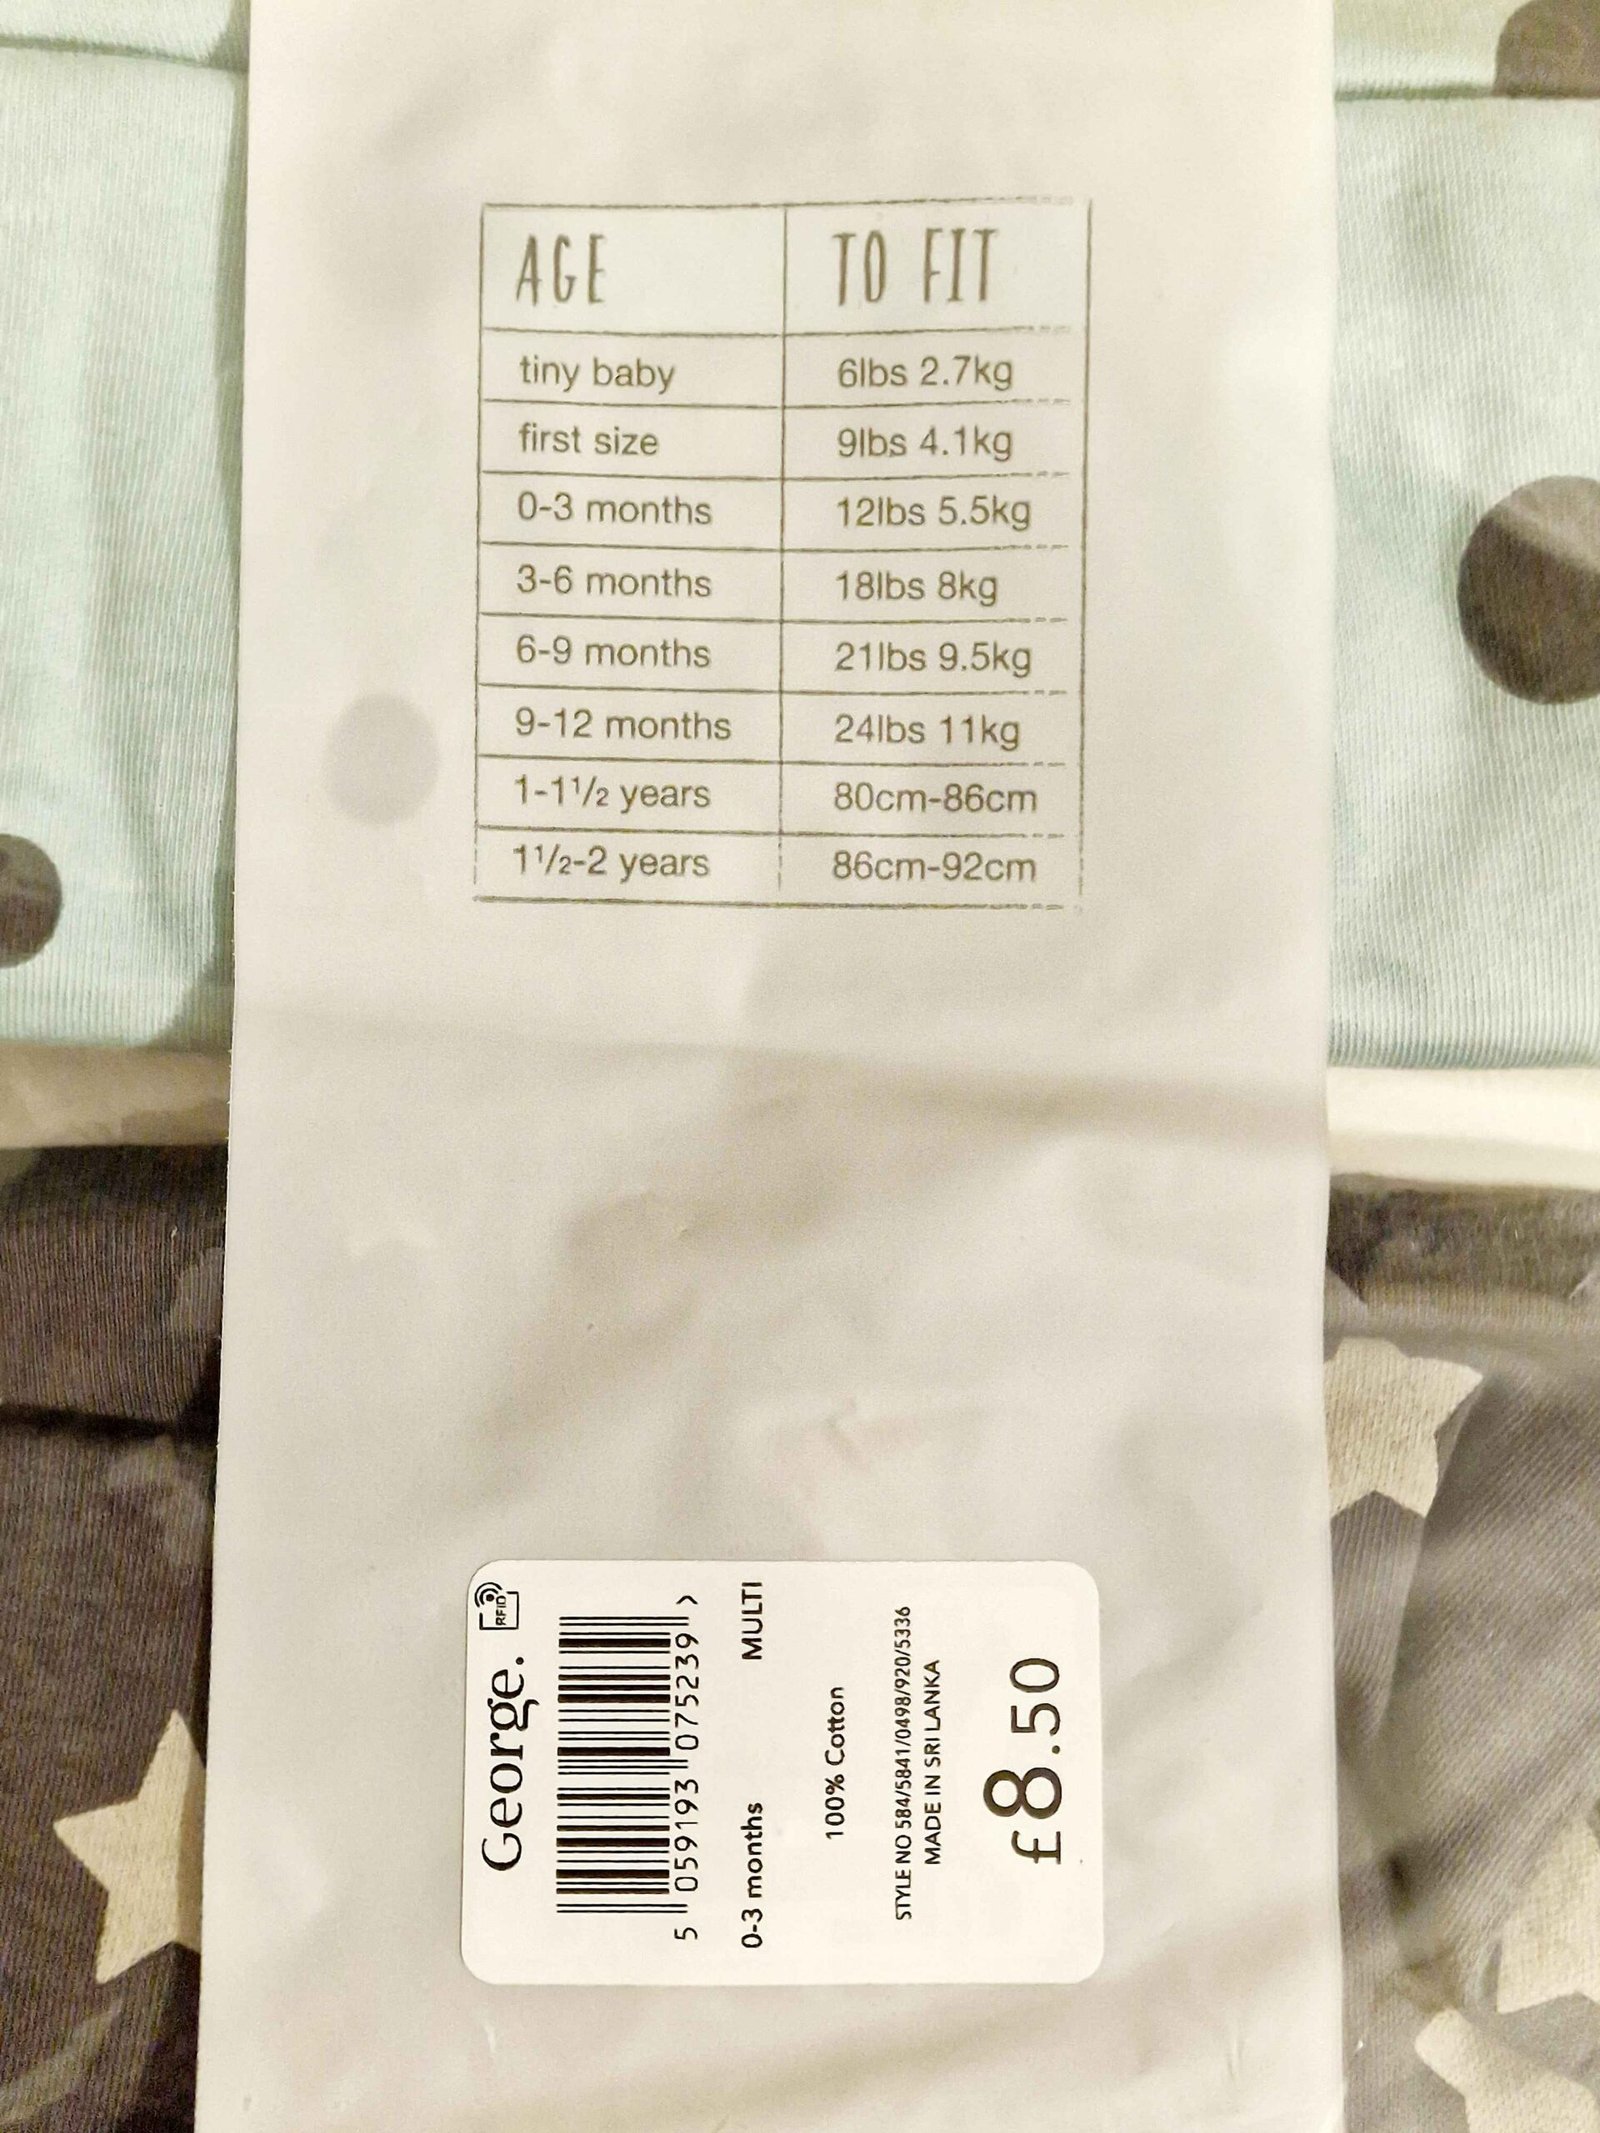 AGE TO FIT
tiny baby 6lbs 2.7kg
first size 9lbs 4.1kg
0-3 months 12lbs 5.5kg
3-6 months 18lbs 8kg
6-9 months 21lbs 9.5kg
9-12 months 24lbs 11kg
1-1½ years 80cm-86cm
1½-2 years 86cm-92cm
George. RFID
5 059193 075239 >
0-3 months MULTI
100% Cotton
STYLE NO 584/5841/0498/920/5336
MADE IN SRI LANKA
£8.50